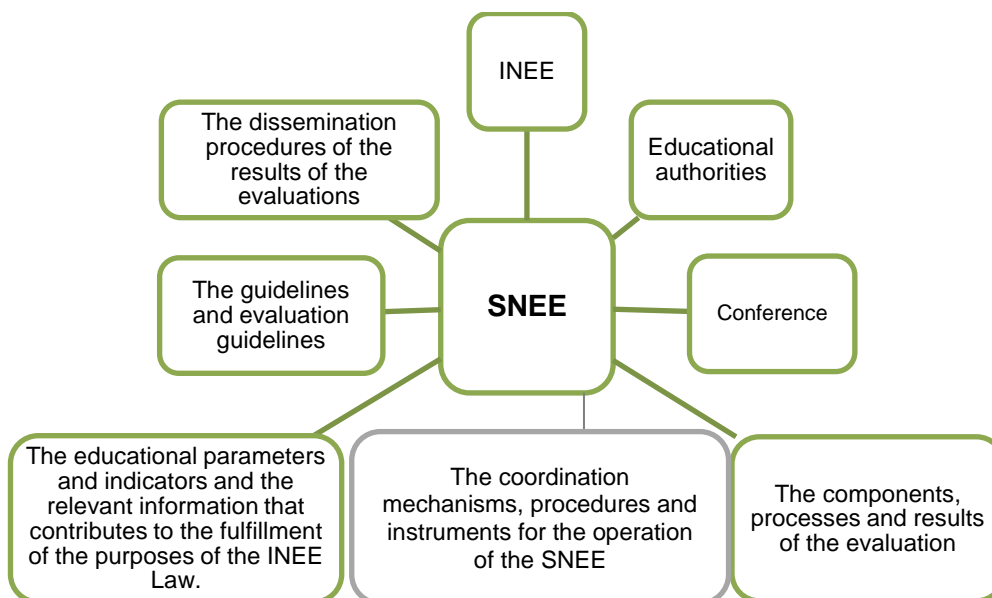 INEE
The dissemination
procedures of the
results of the
evaluations
Educational
authorities
SNEE
The guidelines
and evaluation
guidelines
Conference
The educational parameters
and indicators and the
relevant information that
contributes to the fulfillment
of the purposes of the INEE
Law.
The coordination
mechanisms, procedures and
instruments for the operation
of the SNEE
The components,
processes and results
of the evaluation